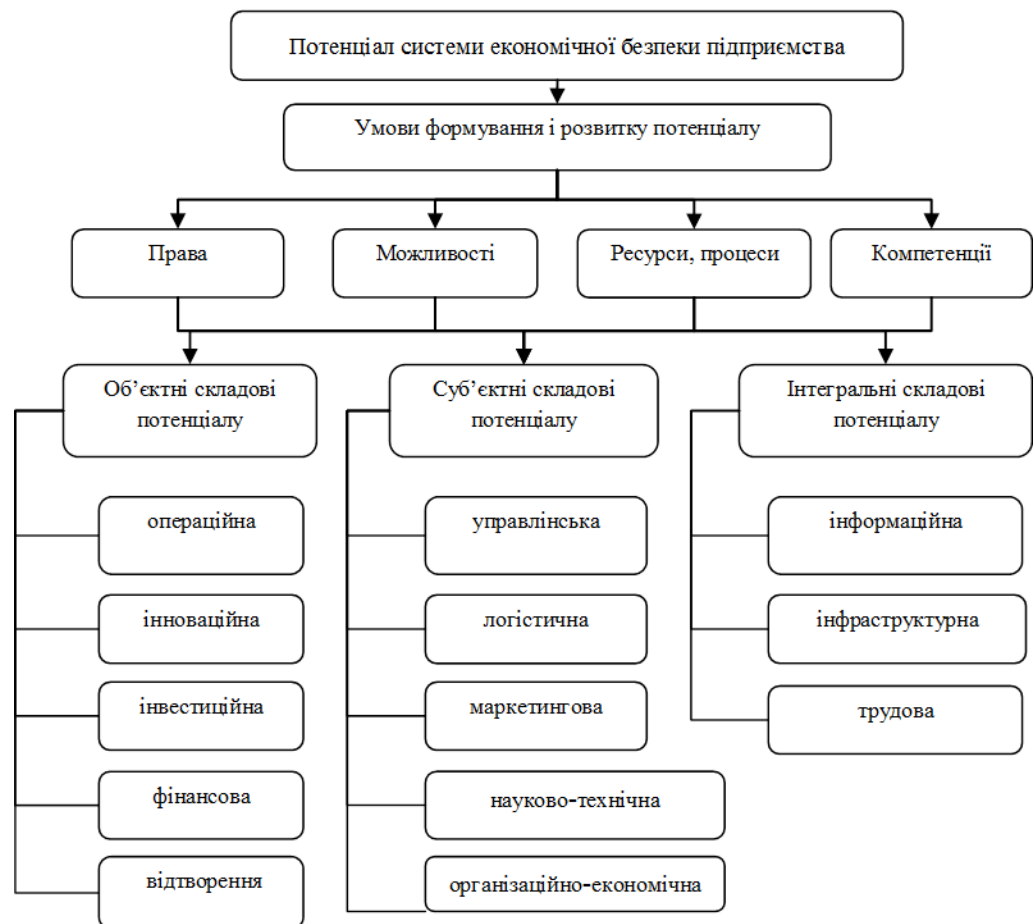 Потенціал системи економічної безпеки підприємства
Умови формування і розвитку потенціалу
Права
Можливості
Ресурси, процеси
Компетенції
Об’єктні складові
потенціалу
Суб’єктні складові
потенціалу
Інтегральні складові
потенціалу
операційна
інноваційна
інвестиційна
фінансова
відтворення
управлінська
логістична
маркетингова
науково-технічна
організаційно-економічна
інформаційна
інфраструктурна
трудова